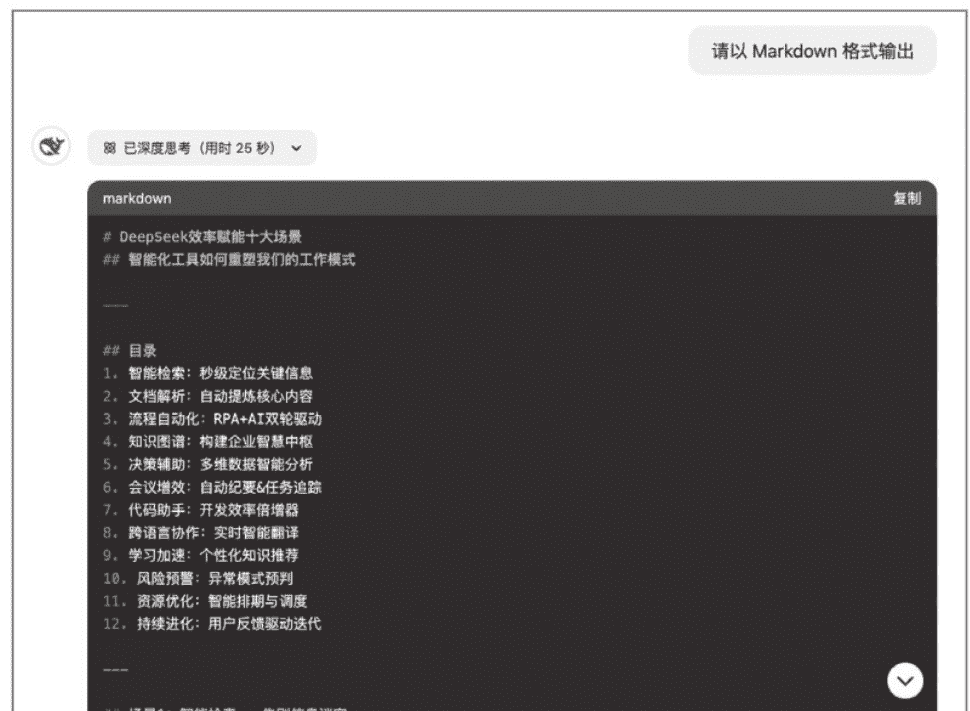 请以 Markdown 格式输出
已深度思考（用时 25 秒）
markdown
复制
# DeepSeek效率赋能十大场景
## 智能化工具如何重塑我们的工作模式
---
## 目录
1. 智能检索：秒级定位关键信息
2. 文档解析：自动提炼核心内容
3. 流程自动化：RPA+AI双轮驱动
4. 知识图谱：构建企业智慧中枢
5. 决策辅助：多维数据智能分析
6. 会议增效：自动纪要&任务追踪
7. 代码助手：开发效率倍增器
8. 跨语言协作：实时智能翻译
9. 学习加速：个性化知识推荐
10. 风险预警：异常模式预判
11. 资源优化：智能排期与调度
12. 持续进化：用户反馈驱动迭代
---